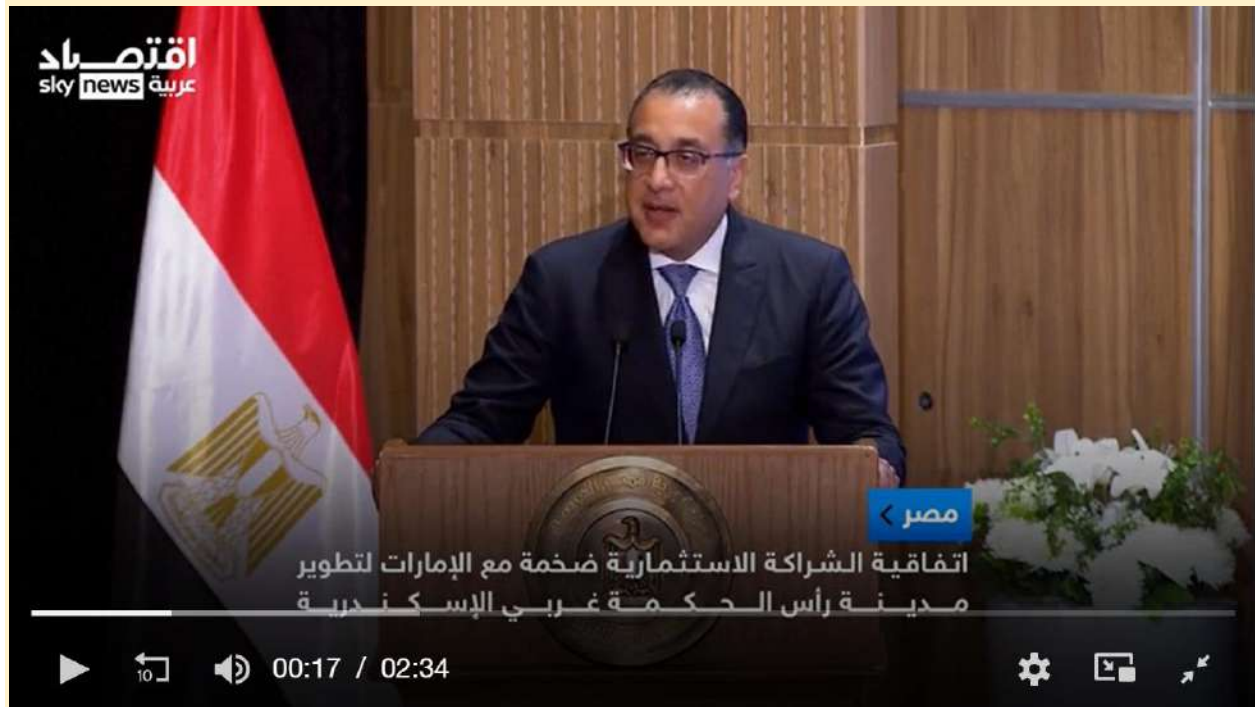 اقتصاد
sky news عربية
مصر >
اتفاقية الشراكة الاستثمارية ضخمة مع الإمارات لتطوير
مدينة رأس الحكمة غربي الإسكندرية
10
00:17 / 02:34